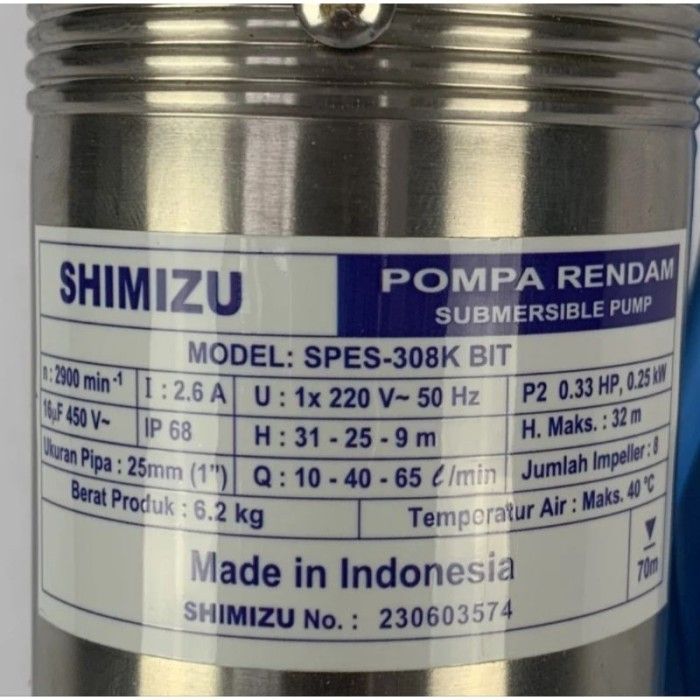 SHIMIZU
POMPA RENDAM
SUBMERSIBLE PUMP
MODEL: SPES-308K BIT
n : 2900 min⁻¹
I : 2.6 A
U : 1x 220 V~ 50 Hz
P2 0.33 HP, 0.25 kW
16µF 450 V~
IP 68
H : 31 - 25 - 9 m
H. Maks. : 32 m
Ukuran Pipa : 25mm (1")
Q : 10 - 40 - 65 ℓ/min
Jumlah Impeller : 8
Berat Produk : 6.2 kg
Temperatur Air : Maks. 40 °C
Made in Indonesia
70m
SHIMIZU No. : 230603574